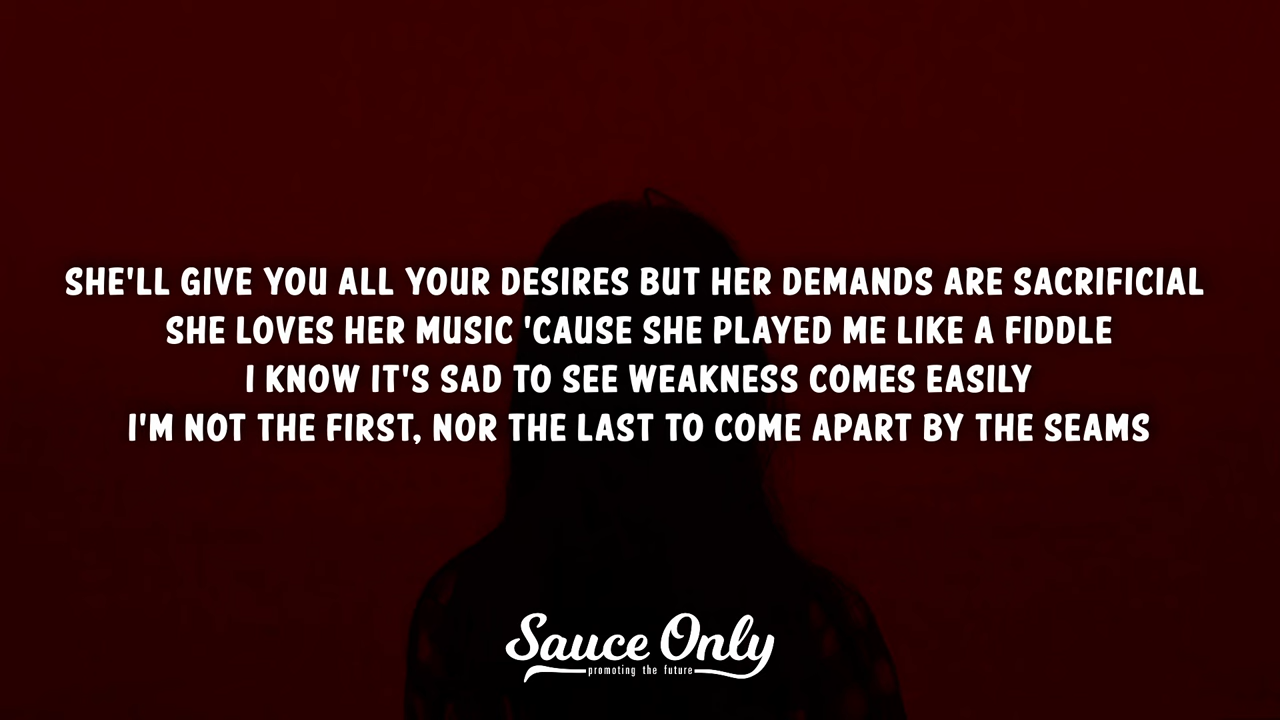 SHE'LL GIVE YOU ALL YOUR DESIRES BUT HER DEMANDS ARE SACRIFICIAL
SHE LOVES HER MUSIC 'CAUSE SHE PLAYED ME LIKE A FIDDLE
I KNOW IT'S SAD TO SEE WEAKNESS COMES EASILY
I'M NOT THE FIRST, NOR THE LAST TO COME APART BY THE SEAMS
Sauce Only
promoting the future